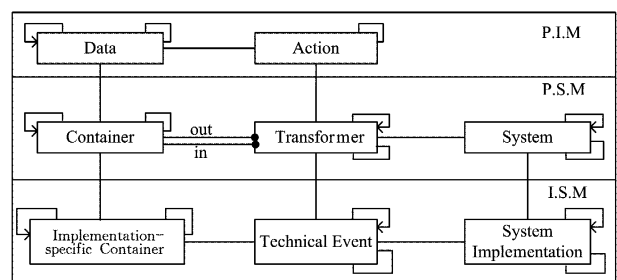 P.I.M
Data
Action
P.S.M
Container
out
in
Transformer
System
I.S.M
Implementation-
specific Container
Technical Event
System
Implementation